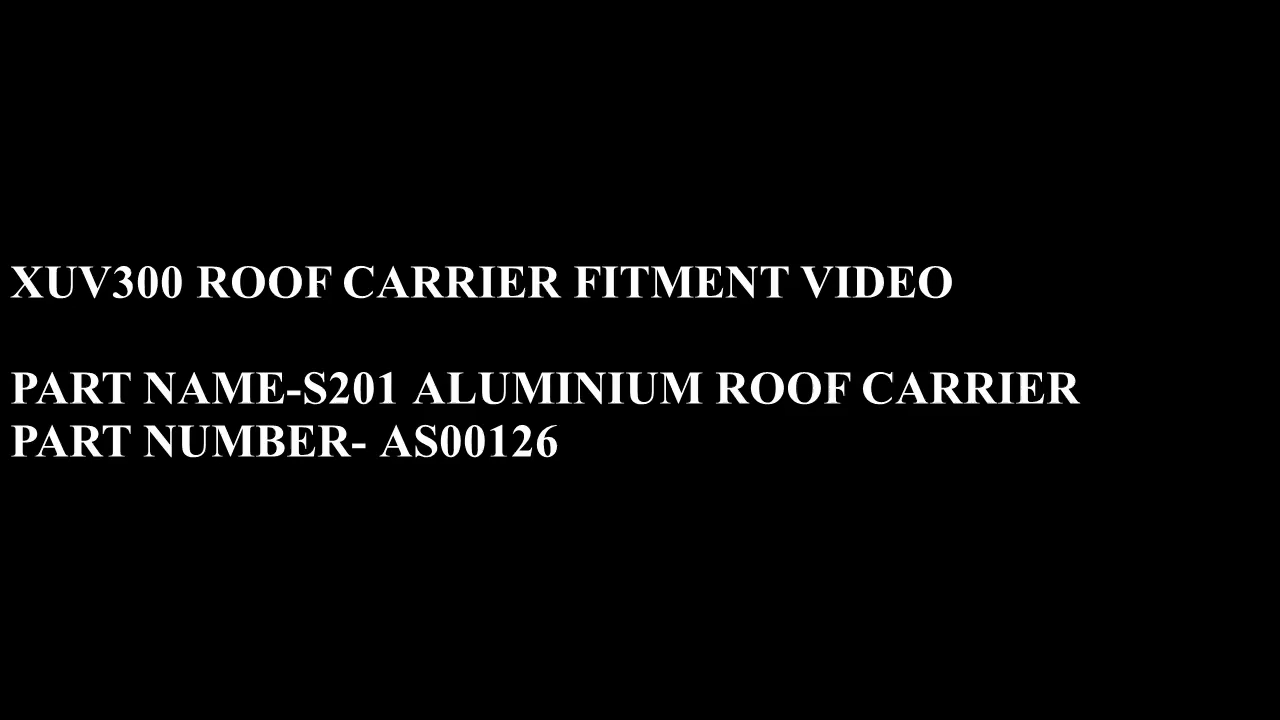 XUV300 ROOF CARRIER FITMENT VIDEO
PART NAME-S201 ALUMINIUM ROOF CARRIER
PART NUMBER- AS00126